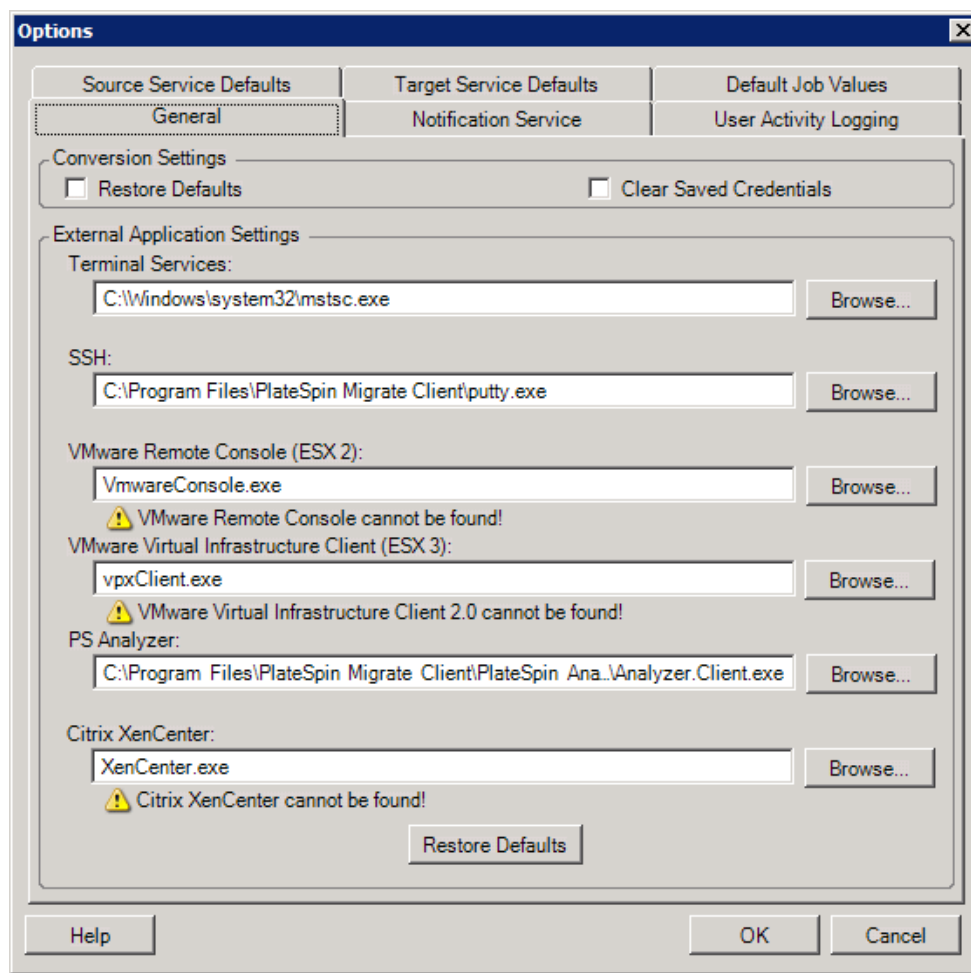 Options
Source Service Defaults Target Service Defaults Default Job Values
General Notification Service User Activity Logging
Conversion Settings
Restore Defaults Clear Saved Credentials
External Application Settings
Terminal Services:
C:\Windows\system32\mstsc.exe Browse...
SSH:
C:\Program Files\PlateSpin Migrate Client\putty.exe Browse...
VMware Remote Console (ESX 2):
VmwareConsole.exe Browse...
VMware Remote Console cannot be found!
VMware Virtual Infrastructure Client (ESX 3):
vpxClient.exe Browse...
VMware Virtual Infrastructure Client 2.0 cannot be found!
PS Analyzer:
C:\Program Files\PlateSpin Migrate Client\PlateSpin Ana..\Analyzer.Client.exe Browse...
Citrix XenCenter:
XenCenter.exe Browse...
Citrix XenCenter cannot be found!
Restore Defaults
Help OK Cancel